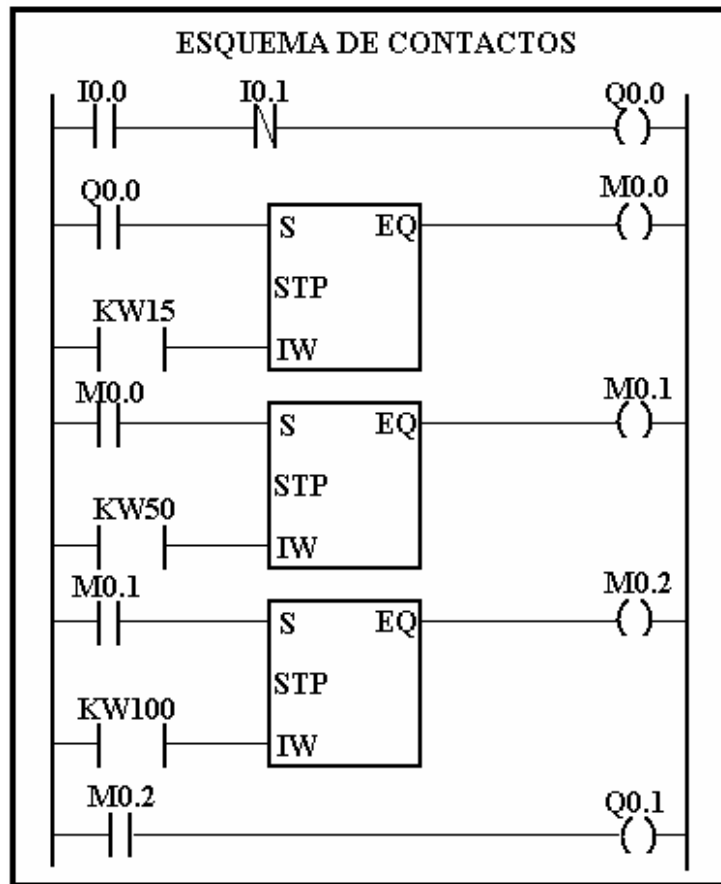 ESQUEMA DE CONTACTOS
I0.0 I0.1 Q0.0
Q0.0 M0.0
S EQ
STP
KW15
IW
M0.0 M0.1
S EQ
STP
KW50
IW
M0.1 M0.2
S EQ
STP
KW100
IW
M0.2 Q0.1